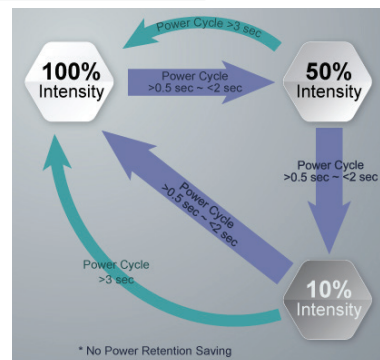 Power Cycle >3 sec
100%
Intensity
Power Cycle
>0.5 sec ~ <2 sec
50%
Intensity
Power Cycle
>0.5 sec ~ <2 sec
Power Cycle
>0.5 sec ~ <2 sec
Power Cycle
>3 sec
10%
Intensity
* No Power Retention Saving